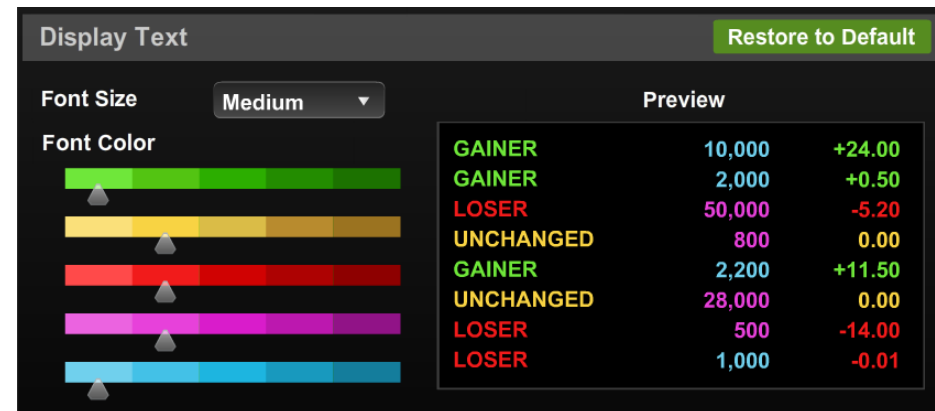 Display Text Restore to Default
Font Size Medium Preview
Font Color
GAINER 10,000 +24.00
GAINER 2,000 +0.50
LOSER 50,000 -5.20
UNCHANGED 800 0.00
GAINER 2,200 +11.50
UNCHANGED 28,000 0.00
LOSER 500 -14.00
LOSER 1,000 -0.01